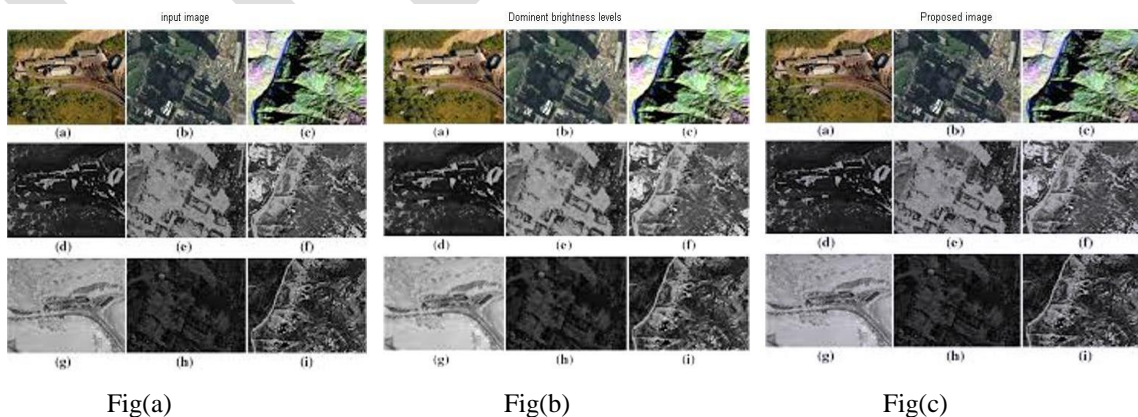 input image
Dominent brightness levels
Proposed image
(a) (b) (c) (a) (b) (c) (a) (b) (c)
(d) (e) (f) (d) (e) (f) (d) (e) (f)
(g) (h) (i) (g) (h) (i) (g) (h) (i)
Fig(a) Fig(b) Fig(c)